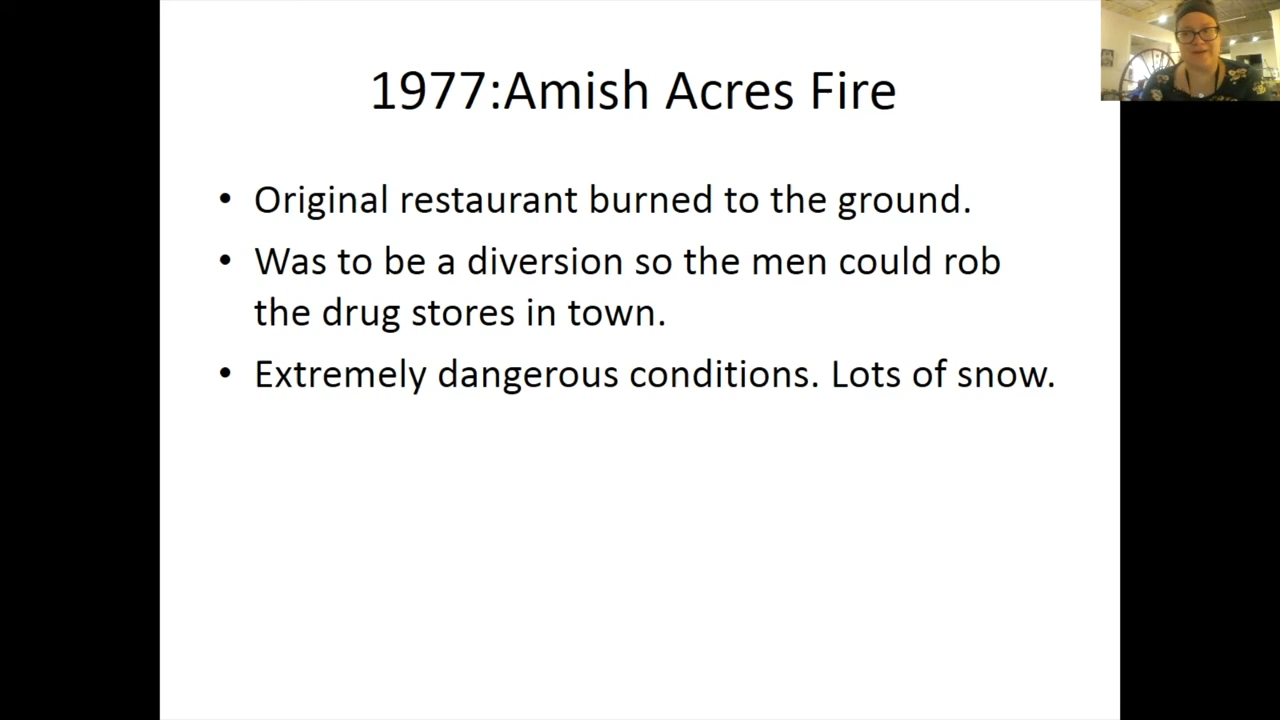 1977:Amish Acres Fire
• Original restaurant burned to the ground.
• Was to be a diversion so the men could rob
the drug stores in town.
• Extremely dangerous conditions. Lots of snow.